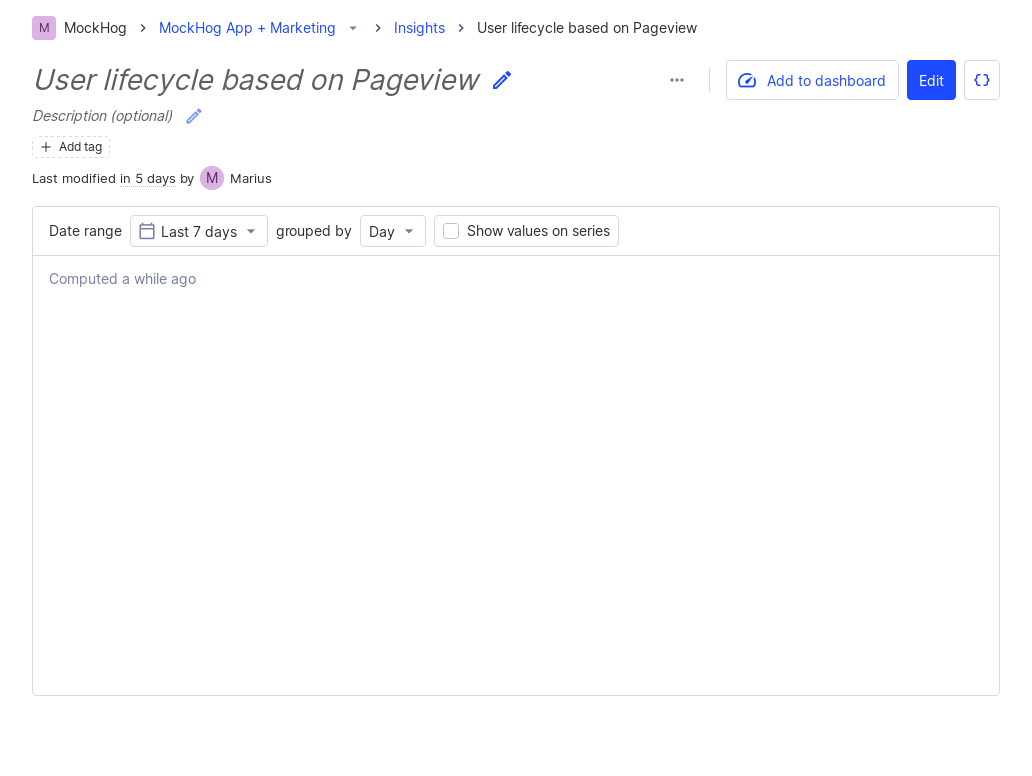 M MockHog MockHog App + Marketing Insights User lifecycle based on Pageview
User lifecycle based on Pageview Add to dashboard Edit {}
Description (optional)
+ Add tag
Last modified in 5 days by M Marius
Date range Last 7 days grouped by Day Show values on series
Computed a while ago